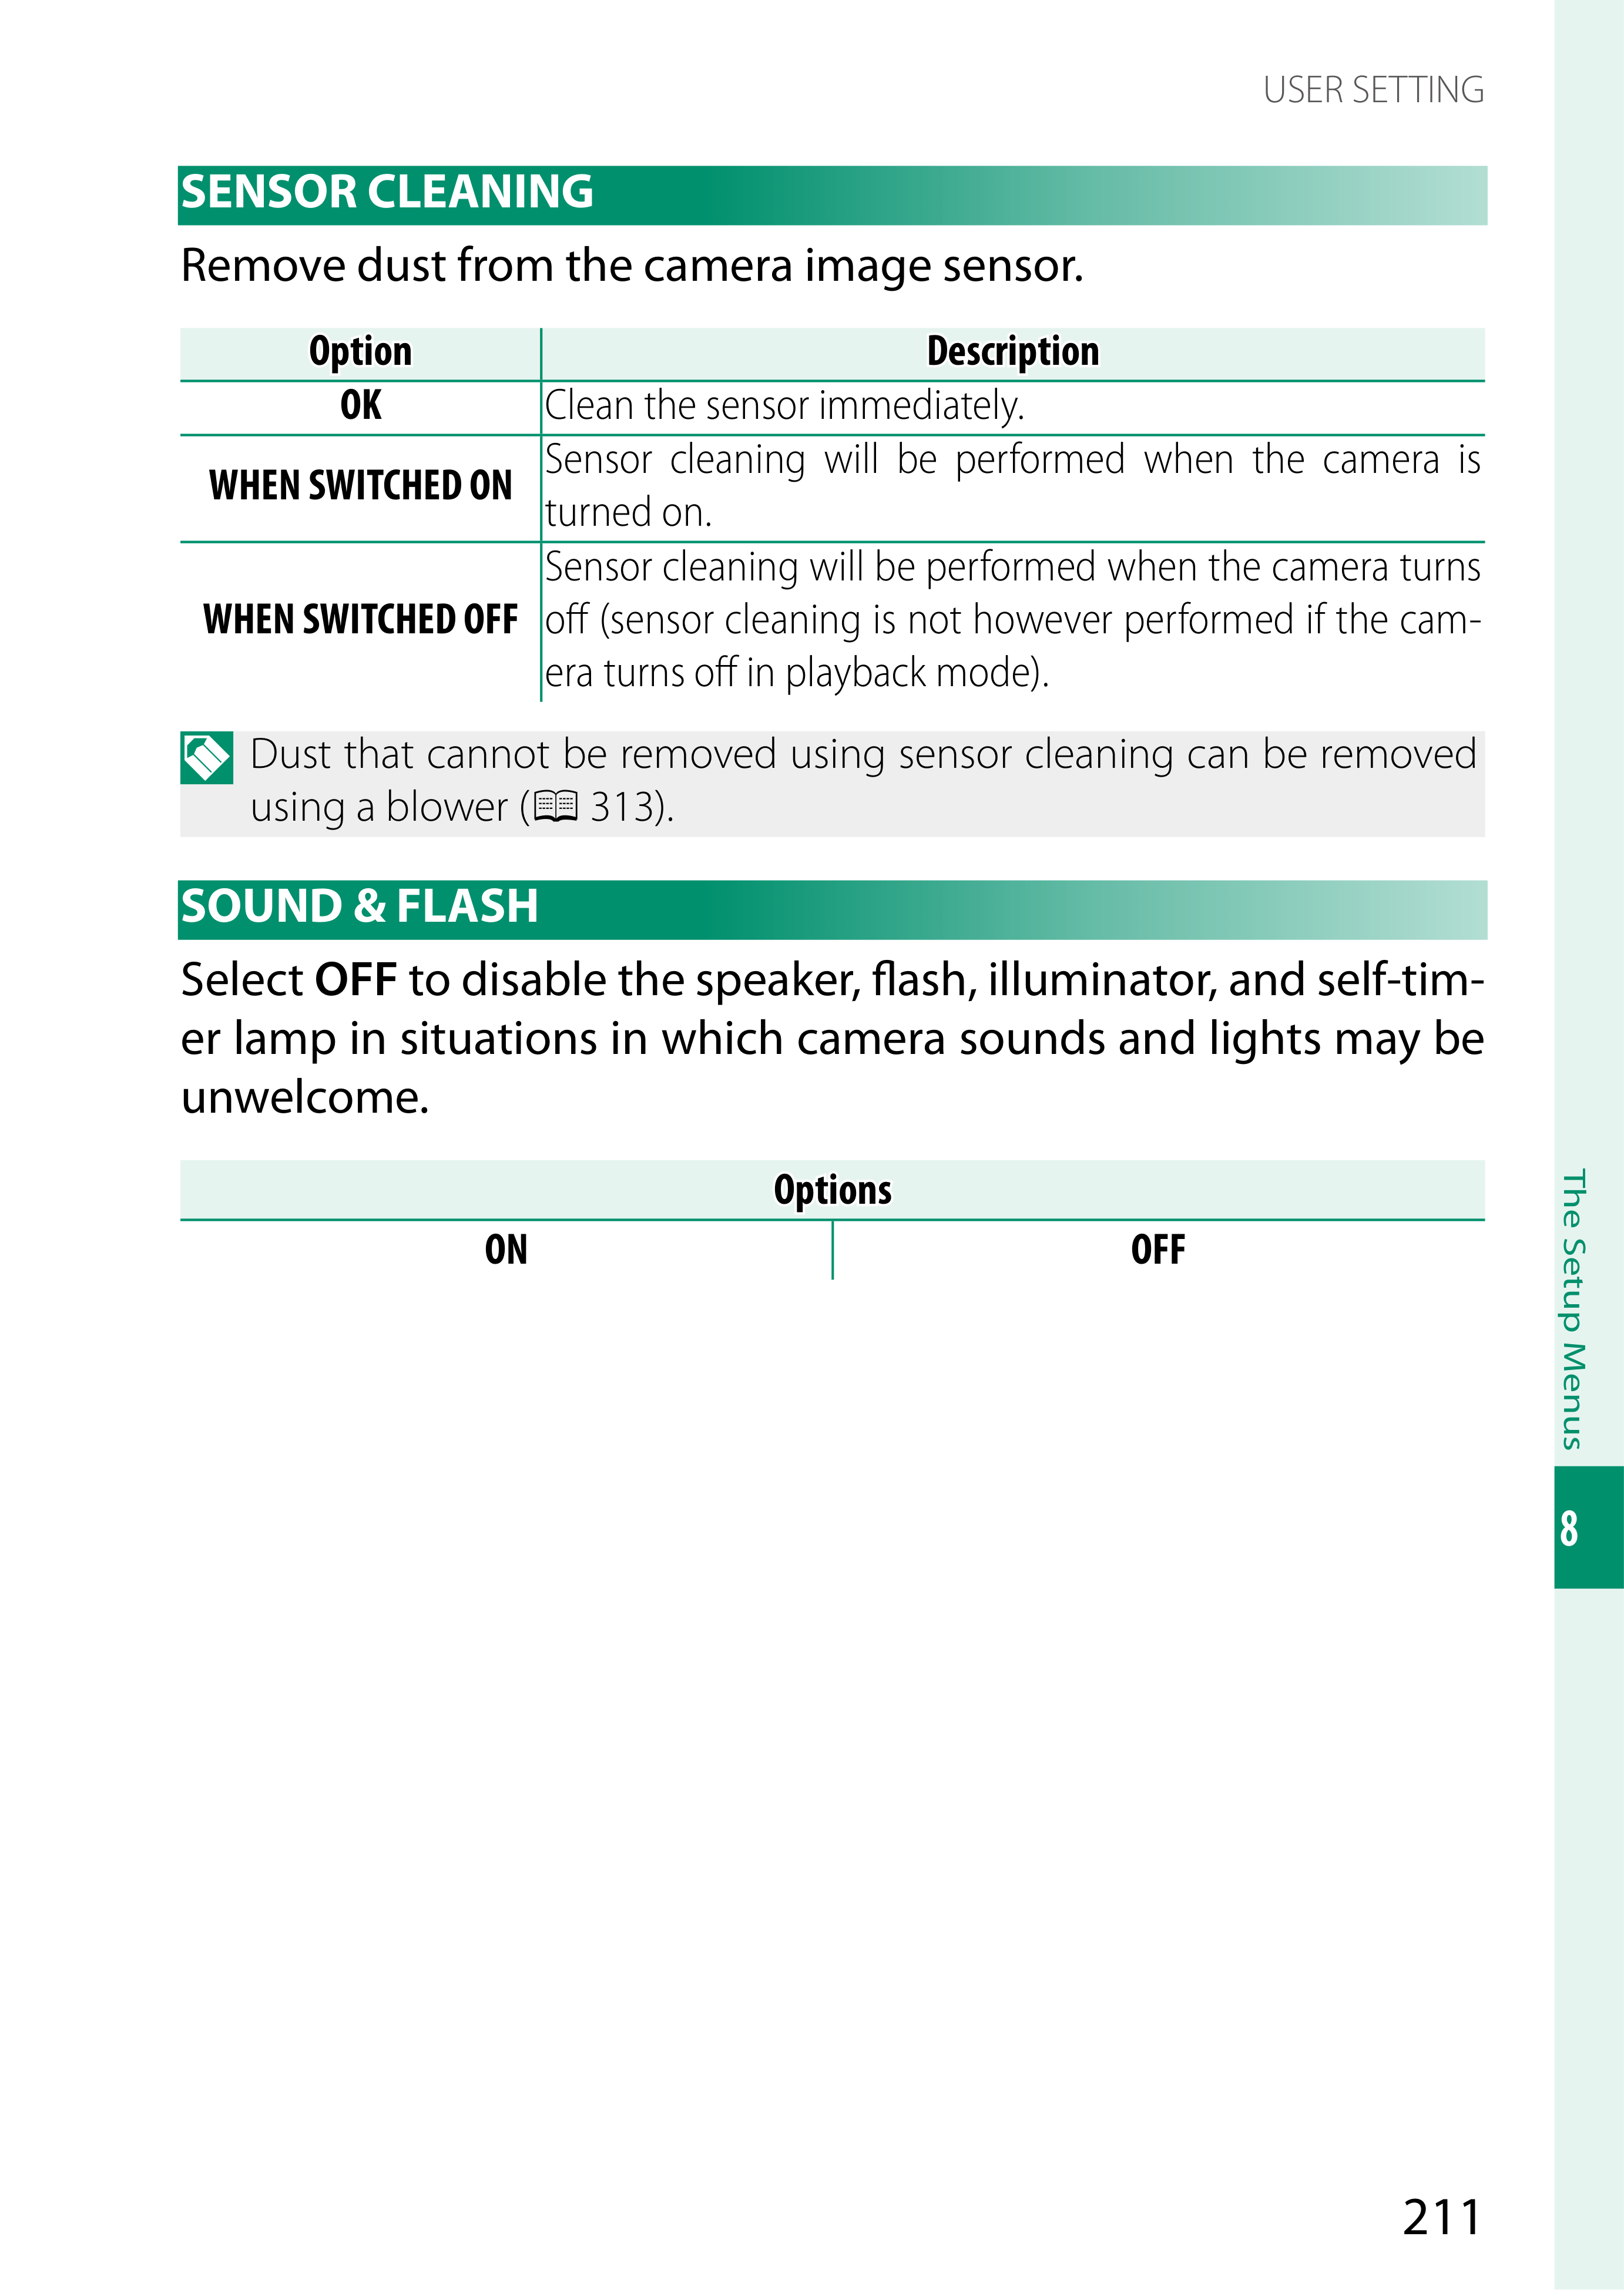 USER SETTING
SENSOR CLEANING
Remove dust from the camera image sensor.
Option Description
OK Clean the sensor immediately.
WHEN SWITCHED ON Sensor cleaning will be performed when the camera is
turned on.
WHEN SWITCHED OFF Sensor cleaning will be performed when the camera turns
off (sensor cleaning is not however performed if the cam-
era turns off in playback mode).
Dust that cannot be removed using sensor cleaning can be removed
using a blower (313).
SOUND & FLASH
Select OFF to disable the speaker, flash, illuminator, and self-tim-
er lamp in situations in which camera sounds and lights may be
unwelcome.
Options
ON OFF
The Setup Menus
8
211